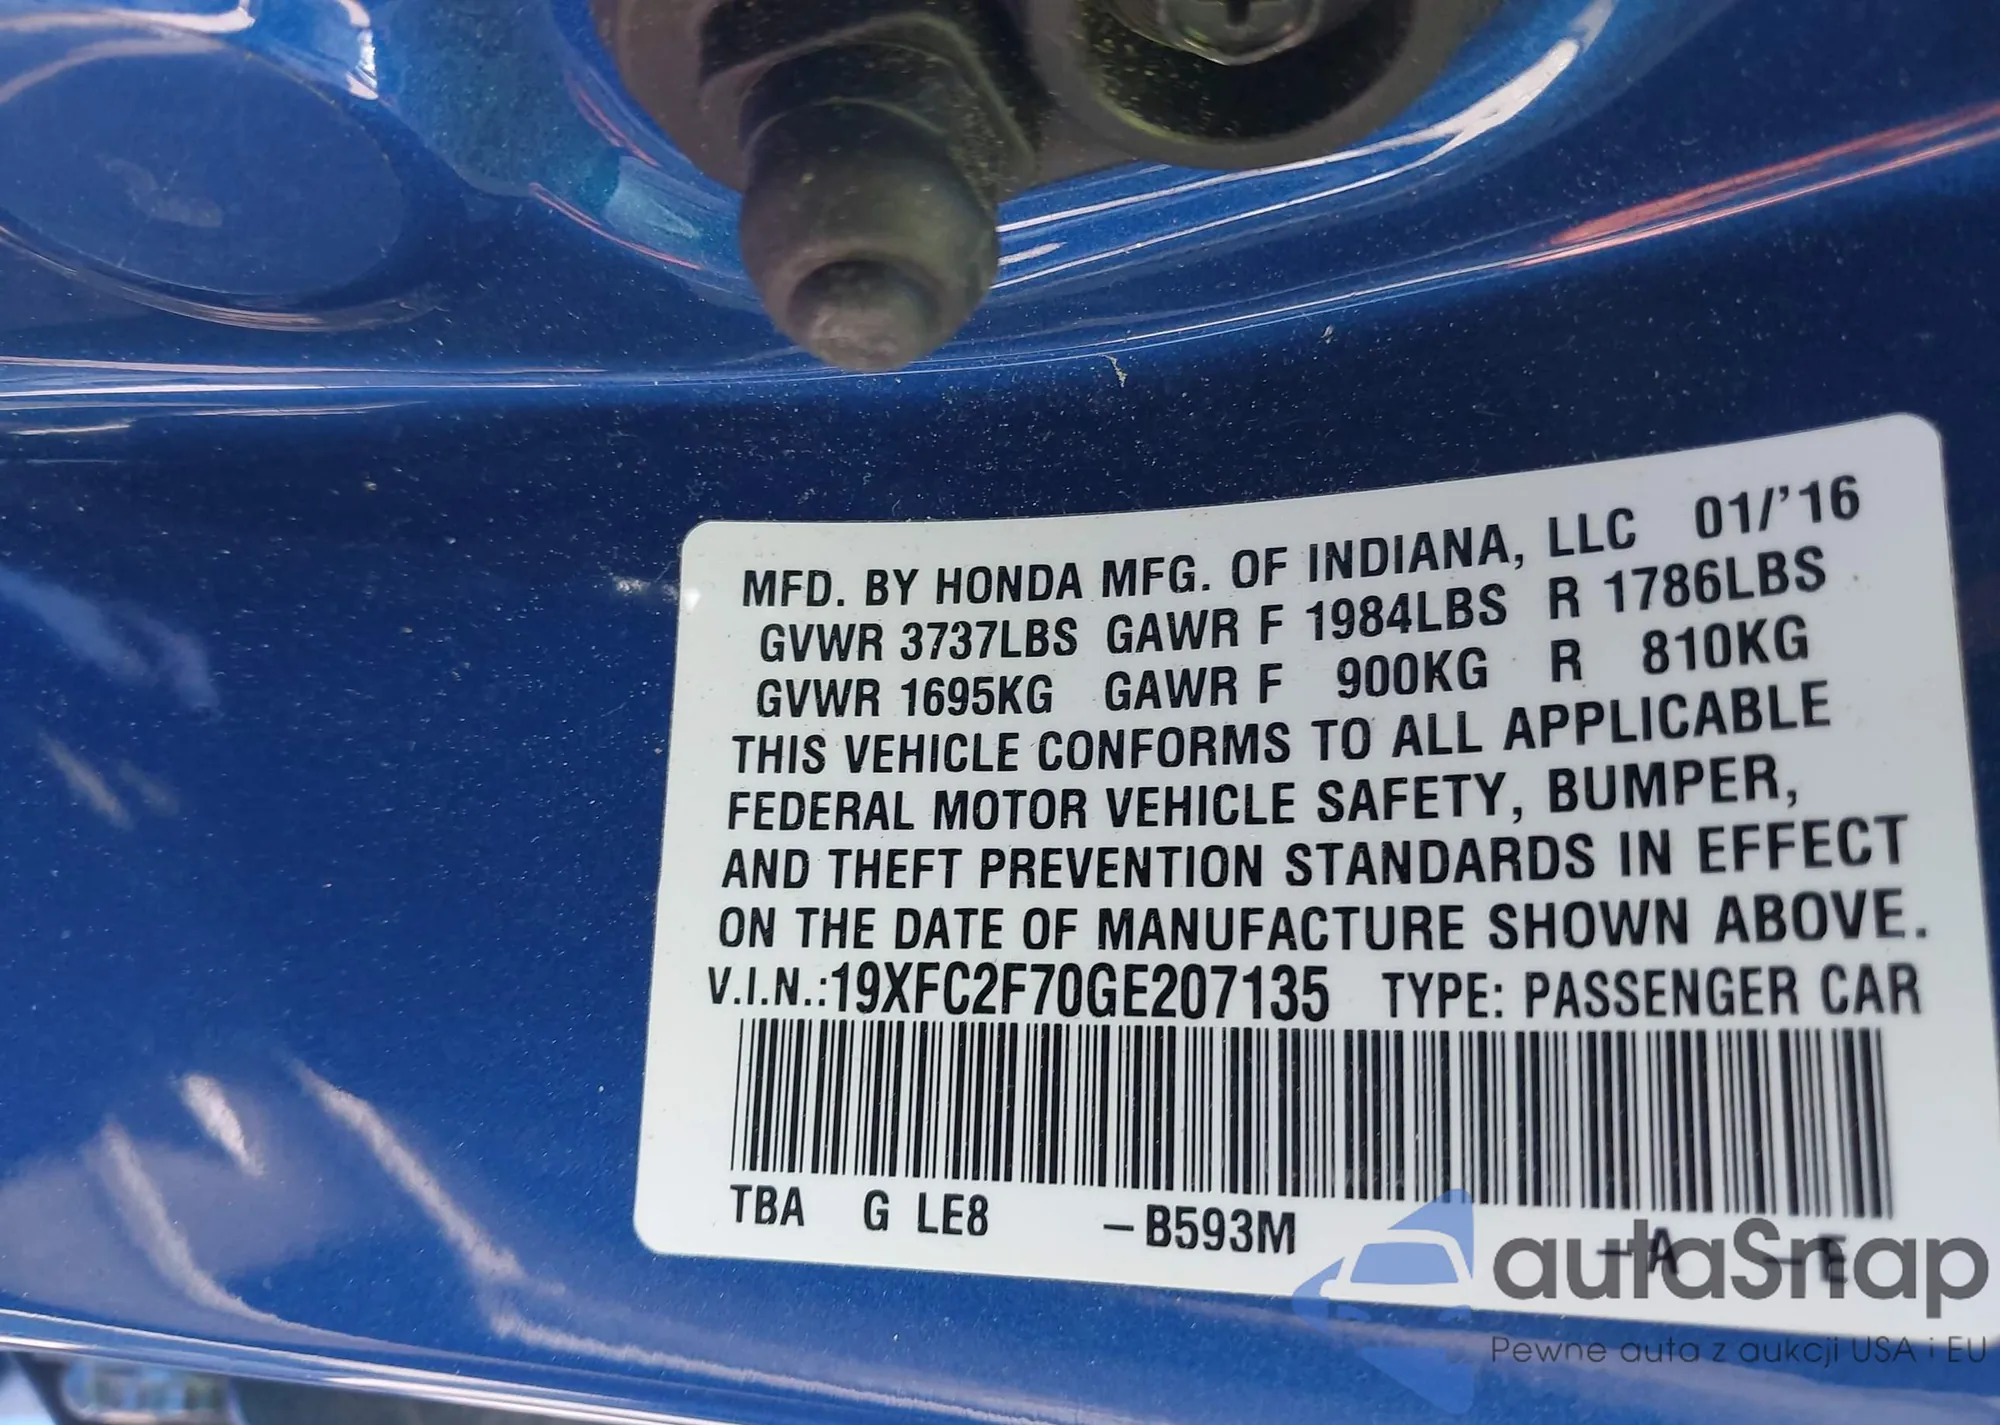 MFD. BY HONDA MFG. OF INDIANA, LLC 01/'16
GVWR 3737LBS GAWR F 1984LBS R 1786LBS
GVWR 1695KG GAWR F 900KG R 810KG
THIS VEHICLE CONFORMS TO ALL APPLICABLE
FEDERAL MOTOR VEHICLE SAFETY, BUMPER,
AND THEFT PREVENTION STANDARDS IN EFFECT
ON THE DATE OF MANUFACTURE SHOWN ABOVE.
V.I.N.:19XFC2F70GE207135 TYPE: PASSENGER CAR
TBA G LE8 -B593M -A -E
autaSnap
Pewne auta z aukcji USA i EU